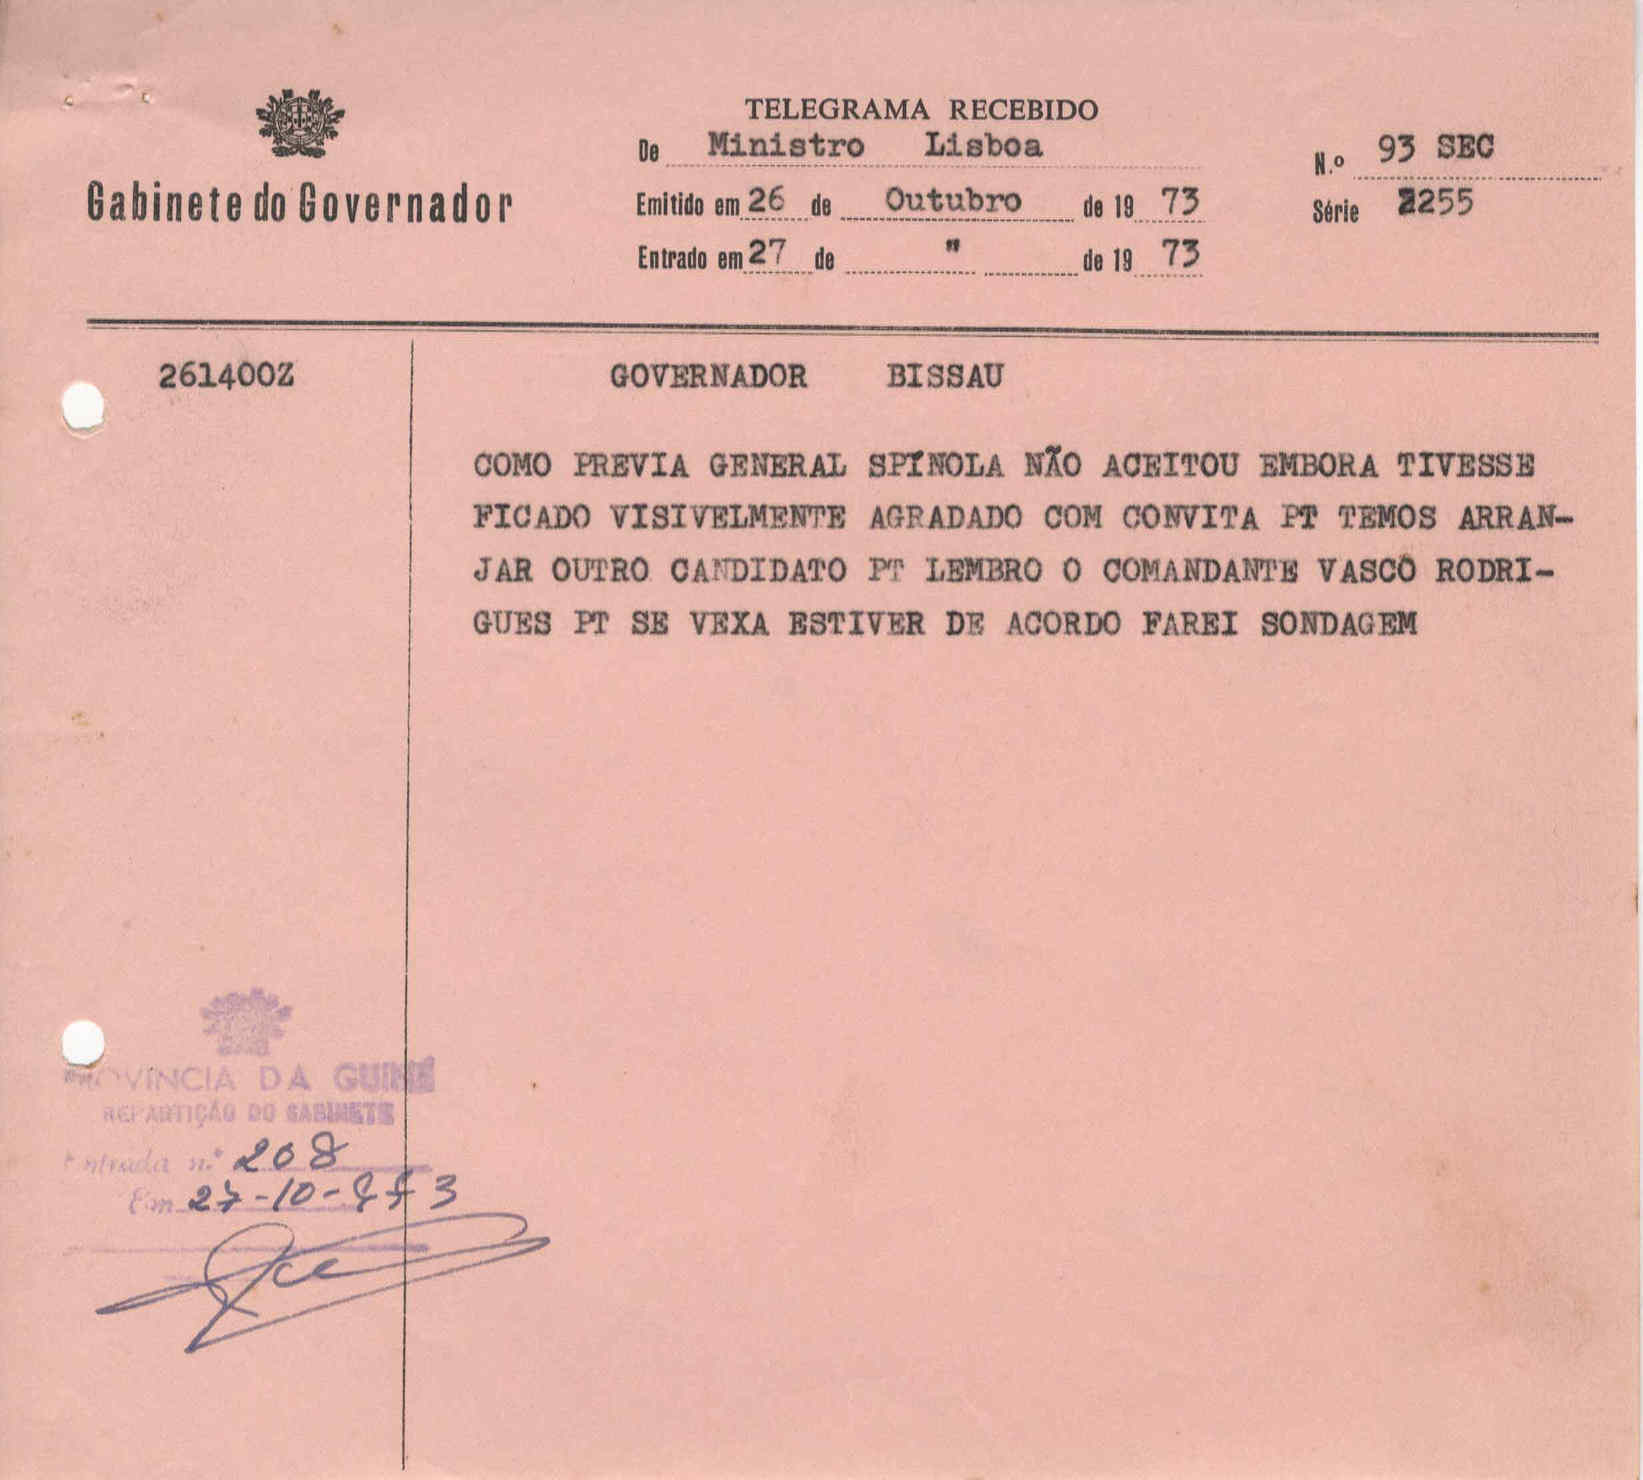 TELEGRAMA RECEBIDO
De Ministro Lisboa
N.º 93 SEC
Gabinete do Governador
Emitido em 26 de Outubro de 19 73
Série 2255
Entrado em 27 de " de 19 73
261400Z
GOVERNADOR BISSAU
COMO PREVIA GENERAL SPÍNOLA NÃO ACEITOU EMBORA TIVESSE
FICADO VISIVELMENTE AGRADADO COM CONVITA PT TEMOS ARRAN-
JAR OUTRO CANDIDATO PT LEMBRO O COMANDANTE VASCO RODRI-
GUES PT SE VEXA ESTIVER DE ACORDO FAREI SONDAGEM
PROVINCIA DA GUINÉ
REPARTIÇÃO DO GABINETE
Entrada n.º 208
Em 27-10-973